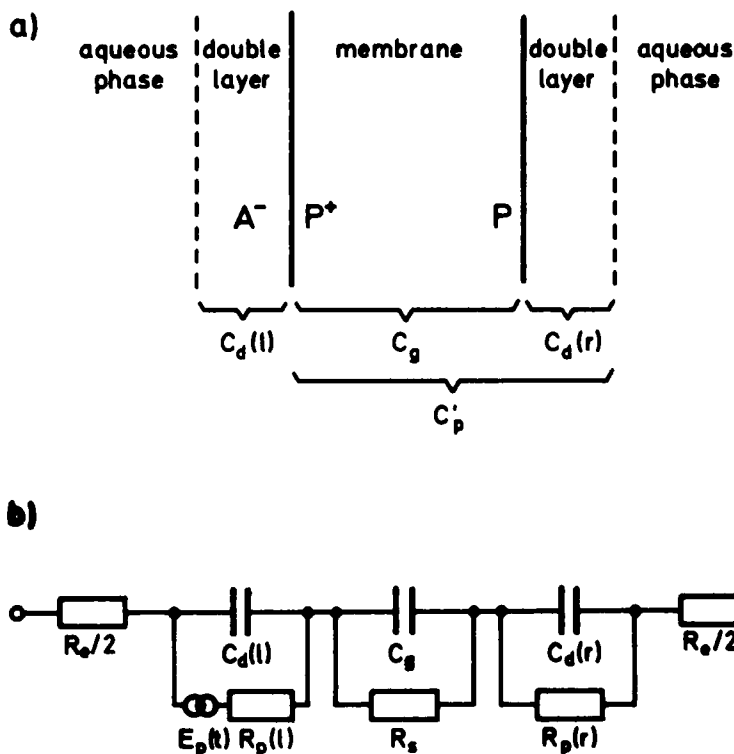 a)
aqueous phase
double layer
membrane
double layer
aqueous phase
A⁻ P⁺ P
C_d(l) C_g C_d(r)
C'_p
b)
R_e/2 C_d(l) C_g C_d(r) R_e/2
E_p(t) R_p(l) R_s R_p(r)